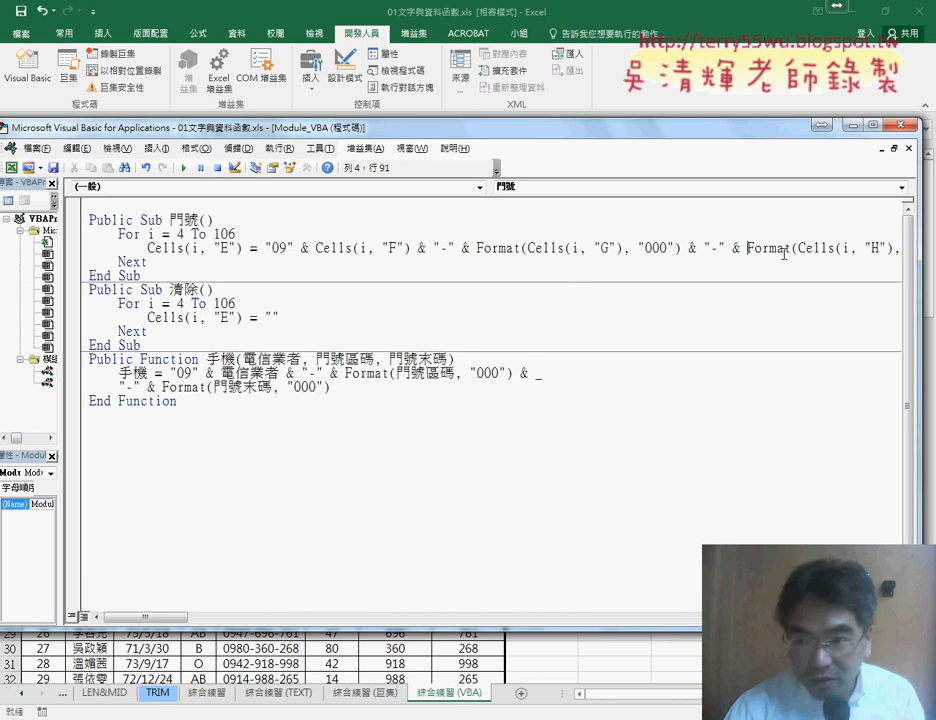 01文字與資料函數.xls [相容模式] - Excel
檔案 常用 插入 版面配置 公式 資料 校閱 檢視 開發人員 增益集 ACROBAT 小組 告訴我您想要執行的動作 登入 共用
http://terry55wu.blogspot.tw
吳清輝老師錄製
Visual Basic 巨集 錄製巨集 以相對位置錄製 巨集安全性 增益集 Excel 增益集 COM 增益集 插入 設計模式 屬性 檢視程式碼 執行對話方塊 來源 對應內容 擴充套件 重新整理資料 匯入 匯出
程式碼 增益集 控制項 XML
Microsoft Visual Basic for Applications - 01文字與資料函數.xls - [Module_VBA (程式碼)]
檔案(F) 編輯(E) 檢視(V) 插入(I) 格式(O) 偵錯(D) 執行(R) 工具(T) 增益集(A) 視窗(W) 說明(H)
列 4，行 91
(一般) 門號
Public Sub 門號()
For i = 4 To 106
Cells(i, "E") = "09" & Cells(i, "F") & "-" & Format(Cells(i, "G"), "000") & "-" & Format(Cells(i, "H"),
Next
End Sub
Public Sub 清除()
For i = 4 To 106
Cells(i, "E") = ""
Next
End Sub
Public Function 手機(電信業者, 門號區碼, 門號末碼)
手機 = "09" & 電信業者 & "-" & Format(門號區碼, "000") & _
"-" & Format(門號末碼, "000")
End Function
字母順序
(Name) Modul
30 27 吳政穎 71/3/30 B 0980-360-268 80 360 268
31 28 溫媚茜 73/9/17 O 0942-918-998 42 918 998
32 29 張依雯 72/12/24 AB 0914-988-265 14 988 265
... LEN&MID TRIM 綜合練習 綜合練習 (TEXT) 綜合練習 (巨集) 綜合練習 (VBA)
就緒